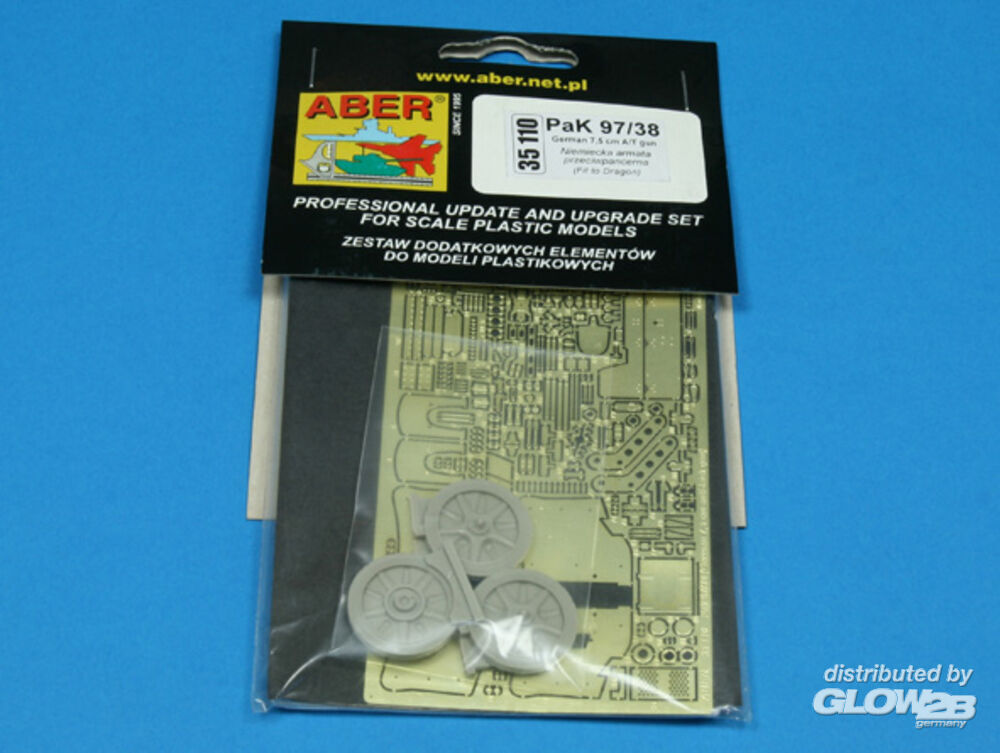 www.aber.net.pl
ABER®
SINCE 1995
35 110
PaK 97/38
German 7,5 cm A/T gun
Niemiecka armata
przeciwpancerna
(Fit to Dragon)
PROFESSIONAL UPDATE AND UPGRADE SET
FOR SCALE PLASTIC MODELS
ZESTAW DODATKOWYCH ELEMENTÓW
DO MODELI PLASTIKOWYCH
distributed by
GLOW2B
germany